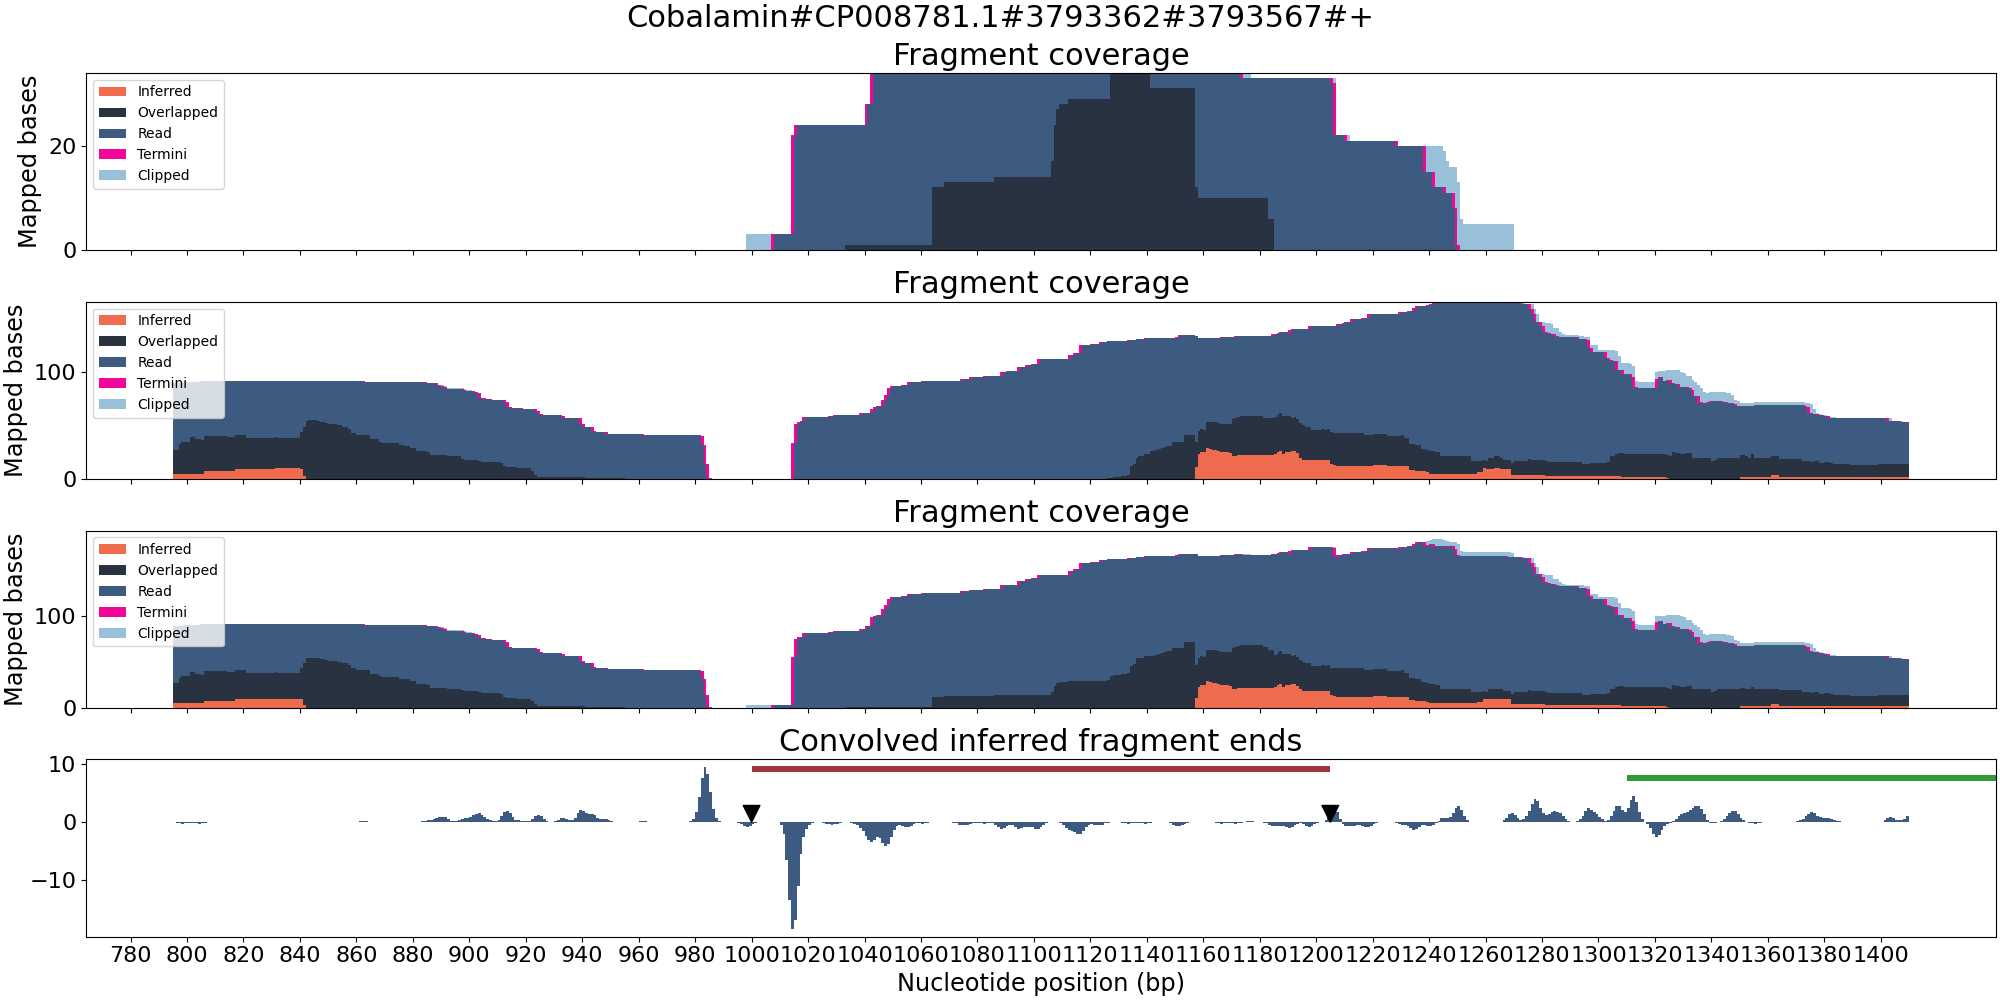 Cobalamin#CP008781.1#3793362#3793567#+
Fragment coverage
Mapped bases
20
0
Inferred
Overlapped
Read
Termini
Clipped
Fragment coverage
Mapped bases
100
0
Inferred
Overlapped
Read
Termini
Clipped
Fragment coverage
Mapped bases
100
0
Inferred
Overlapped
Read
Termini
Clipped
Convolved inferred fragment ends
10
0
−10
780 800 820 840 860 880 900 920 940 960 980 1000 1020 1040 1060 1080 1100 1120 1140 1160 1180 1200 1220 1240 1260 1280 1300 1320 1340 1360 1380 1400
Nucleotide position (bp)